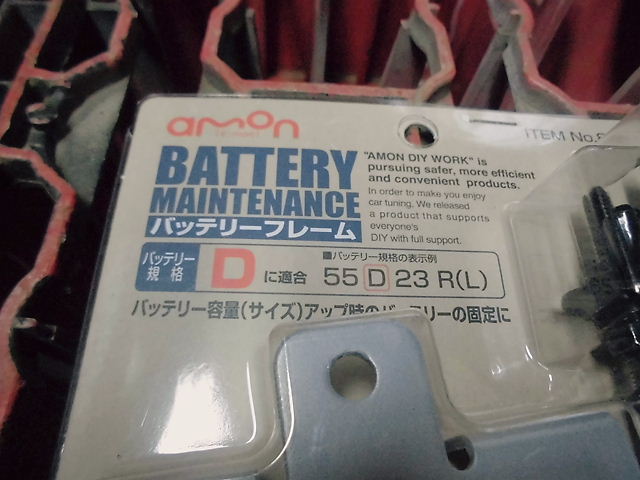 amon
ITEM No.
BATTERY
MAINTENANCE
バッテリーフレーム
"AMON DIY WORK" is
pursuing safer, more efficient
and convenient products.
In order to make you enjoy
car tuning. We released
a product that supports
everyone's
DIY with full support.
バッテリー
規格
D に適合
■バッテリー規格の表示例
55 D 23 R(L)
バッテリー容量(サイズ)アップ時のバッテリーの固定に